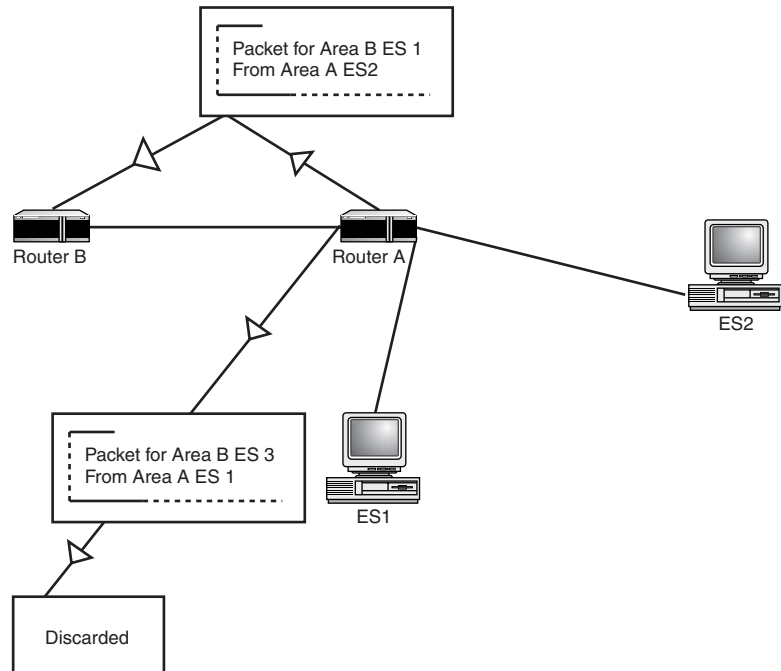 Packet for Area B ES 1
From Area A ES2
Router B
Router A
ES2
Packet for Area B ES 3
From Area A ES 1
ES1
Discarded